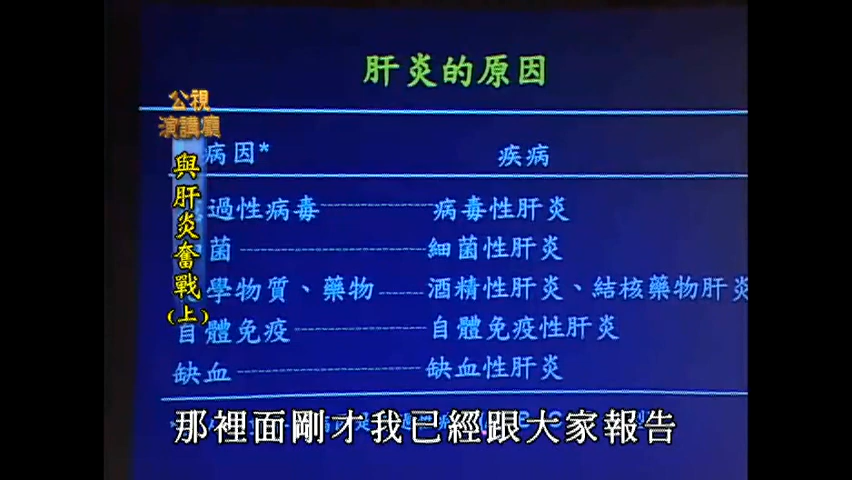 肝炎的原因
公視
演講廳
與肝炎奮戰(上)
病因* 疾病
過性病毒 病毒性肝炎
菌 細菌性肝炎
學物質、藥物 酒精性肝炎、結核藥物肝炎
自體免疫 自體免疫性肝炎
缺血 缺血性肝炎
那裡面剛才我已經跟大家報告